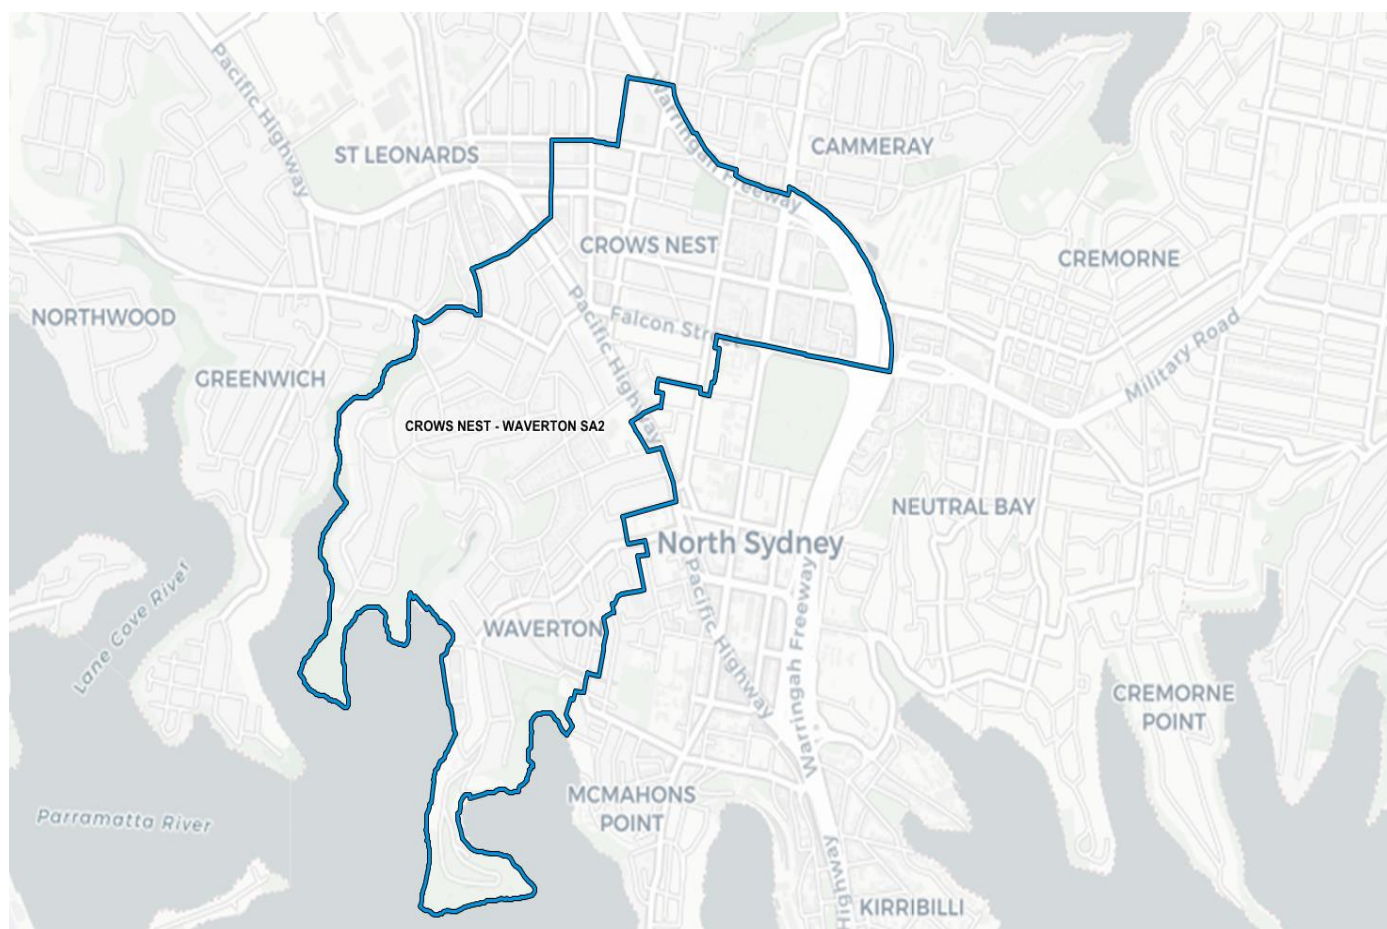 Pacific Highway
Warringah Freeway
ST LEONARDS
CAMMERAY
CROWS NEST
CREMORNE
NORTHWOOD
Pacific Highway
Falcon Street
Military Road
GREENWICH
CROWS NEST - WAVERTON SA2
NEUTRAL BAY
North Sydney
Lane Cove River
WAVERTON
Pacific Highway
Warringah Freeway
CREMORNE
POINT
MCMAHONS
POINT
Parramatta River
Highway
KIRRIBILLI